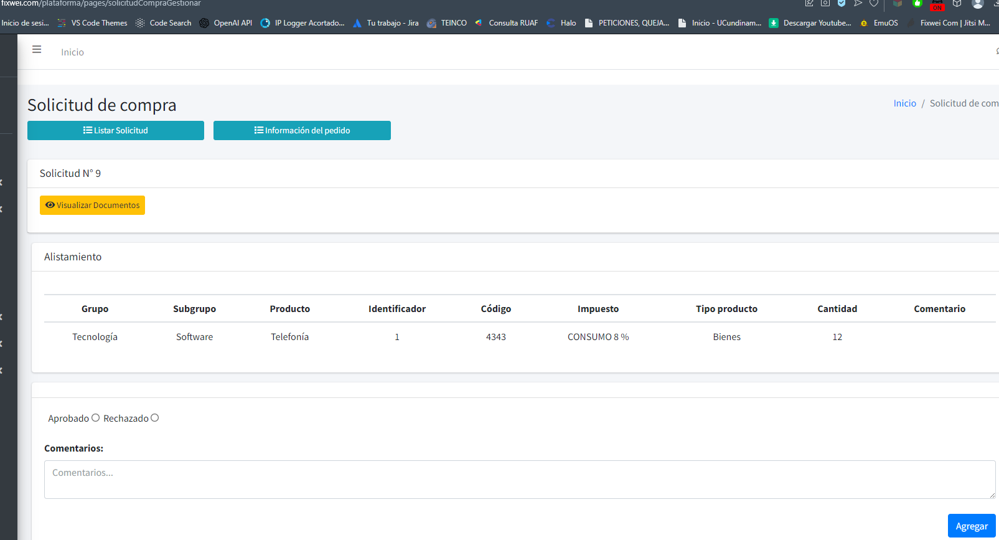 fixwei.com/plataforma/pages/solicitudCompraGestionar
ON
Inicio de sesi... VS Code Themes Code Search OpenAI API IP Logger Acortado... Tu trabajo - Jira TEINCO Consulta RUAF Halo PETICIONES, QUEJA... Inicio - UCundinam... Descargar Youtube... EmuOS Fixwei Com | Jitsi M...
Inicio
Solicitud de compra
Inicio / Solicitud de com
Listar Solicitud Información del pedido
Solicitud N° 9
Visualizar Documentos
Alistamiento
Grupo Subgrupo Producto Identificador Código Impuesto Tipo producto Cantidad Comentario
Tecnología Software Telefonía 1 4343 CONSUMO 8 % Bienes 12
Aprobado Rechazado
Comentarios:
Comentarios...
Agregar